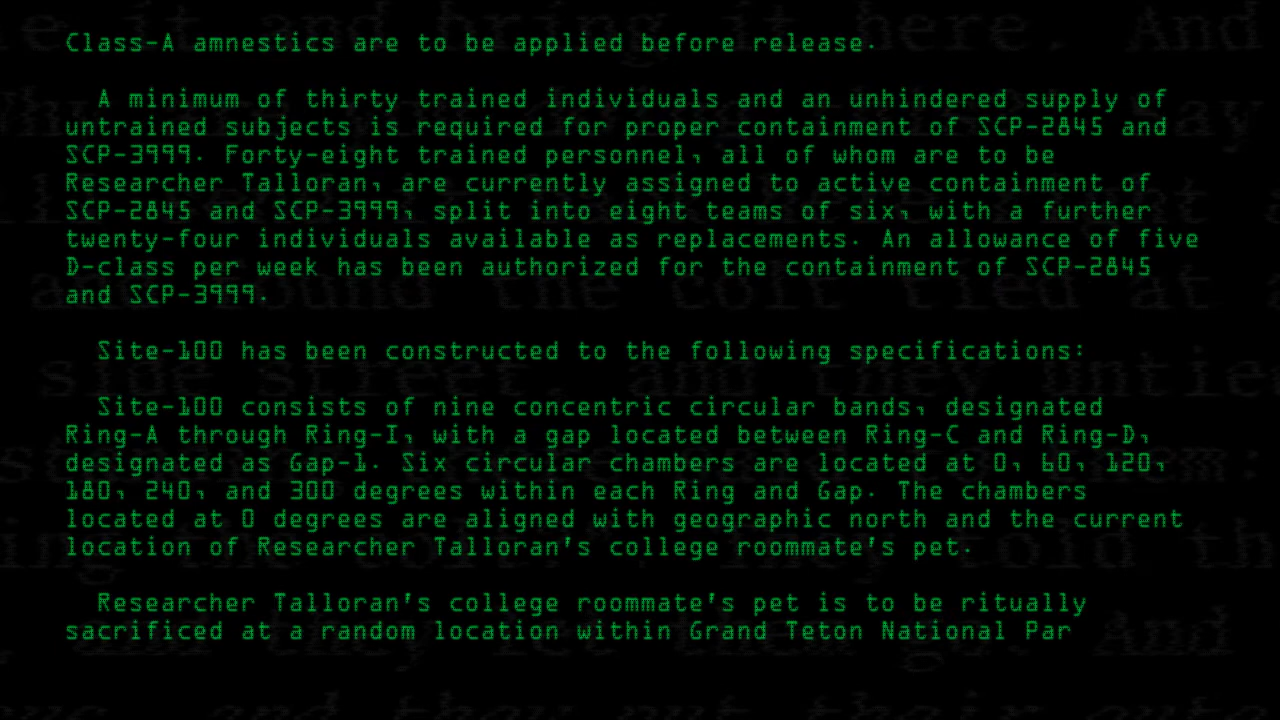 Class-A amnestics are to be applied before release.
A minimum of thirty trained individuals and an unhindered supply of
untrained subjects is required for proper containment of SCP-2845 and
SCP-3999. Forty-eight trained personnel, all of whom are to be
Researcher Talloran, are currently assigned to active containment of
SCP-2845 and SCP-3999, split into eight teams of six, with a further
twenty-four individuals available as replacements. An allowance of five
D-class per week has been authorized for the containment of SCP-2845
and SCP-3999.
Site-100 has been constructed to the following specifications:
Site-100 consists of nine concentric circular bands, designated
Ring-A through Ring-I, with a gap located between Ring-C and Ring-D,
designated as Gap-1. Six circular chambers are located at 0, 60, 120,
180, 240, and 300 degrees within each Ring and Gap. The chambers
located at 0 degrees are aligned with geographic north and the current
location of Researcher Talloran's college roommate's pet.
Researcher Talloran's college roommate's pet is to be ritually
sacrificed at a random location within Grand Teton National Par